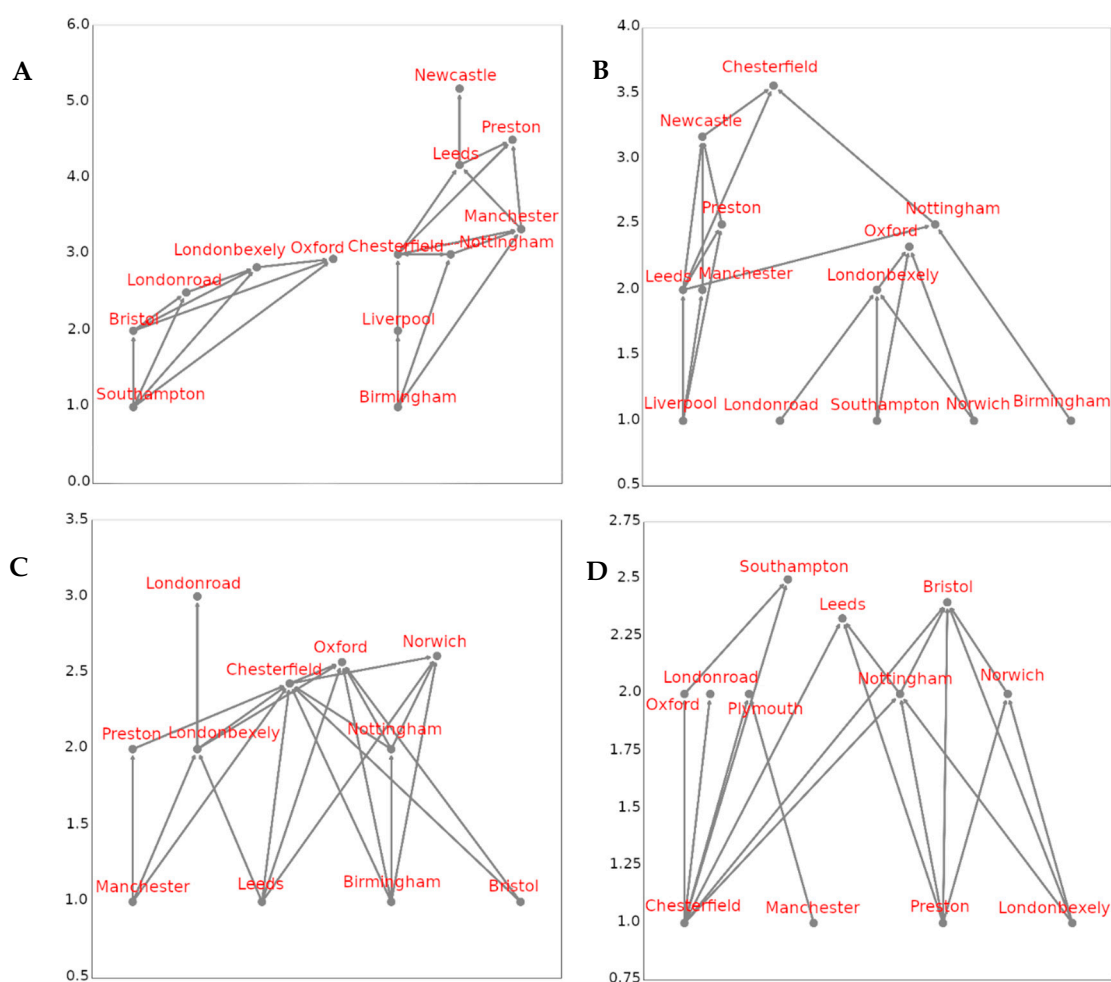 A
6.0
5.0
4.0
3.0
2.0
1.0
0.0
Newcastle
Preston
Leeds
Manchester
Londonbexely
Oxford
Chesterfield
Nottingham
Londonroad
Bristol
Liverpool
Southampton
Birmingham
B
4.0
3.5
3.0
2.5
2.0
1.5
1.0
0.5
Chesterfield
Newcastle
Preston
Nottingham
Oxford
Leeds
Manchester
Londonbexely
Liverpool
Londonroad
Southampton
Norwich
Birmingham
C
3.5
3.0
2.5
2.0
1.5
1.0
0.5
Londonroad
Oxford
Norwich
Chesterfield
Preston
Londonbexely
Nottingham
Manchester
Leeds
Birmingham
Bristol
D
2.75
2.5
2.25
2.0
1.75
1.5
1.25
1.0
0.75
Southampton
Bristol
Leeds
Londonroad
Nottingham
Norwich
Oxford
Plymouth
Chesterfield
Manchester
Preston
Londonbexely